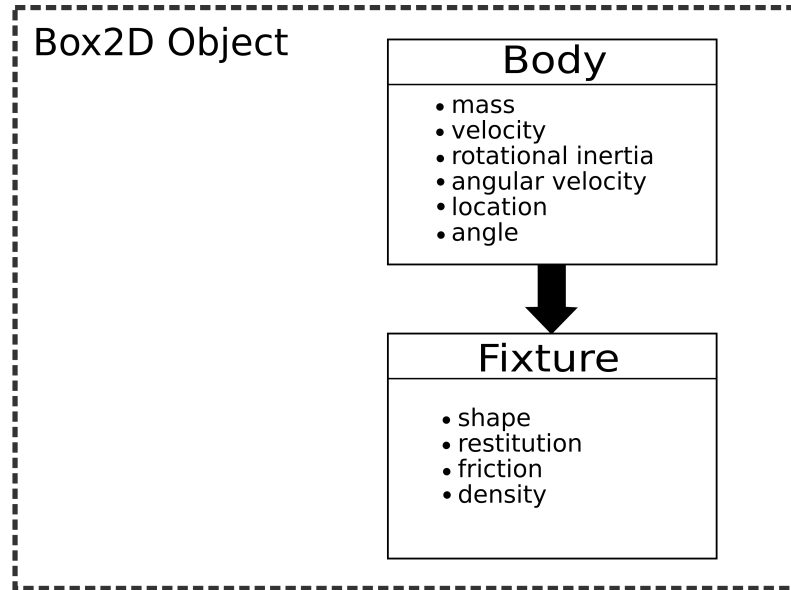 Box2D Object
Body
• mass
• velocity
• rotational inertia
• angular velocity
• location
• angle
Fixture
• shape
• restitution
• friction
• density